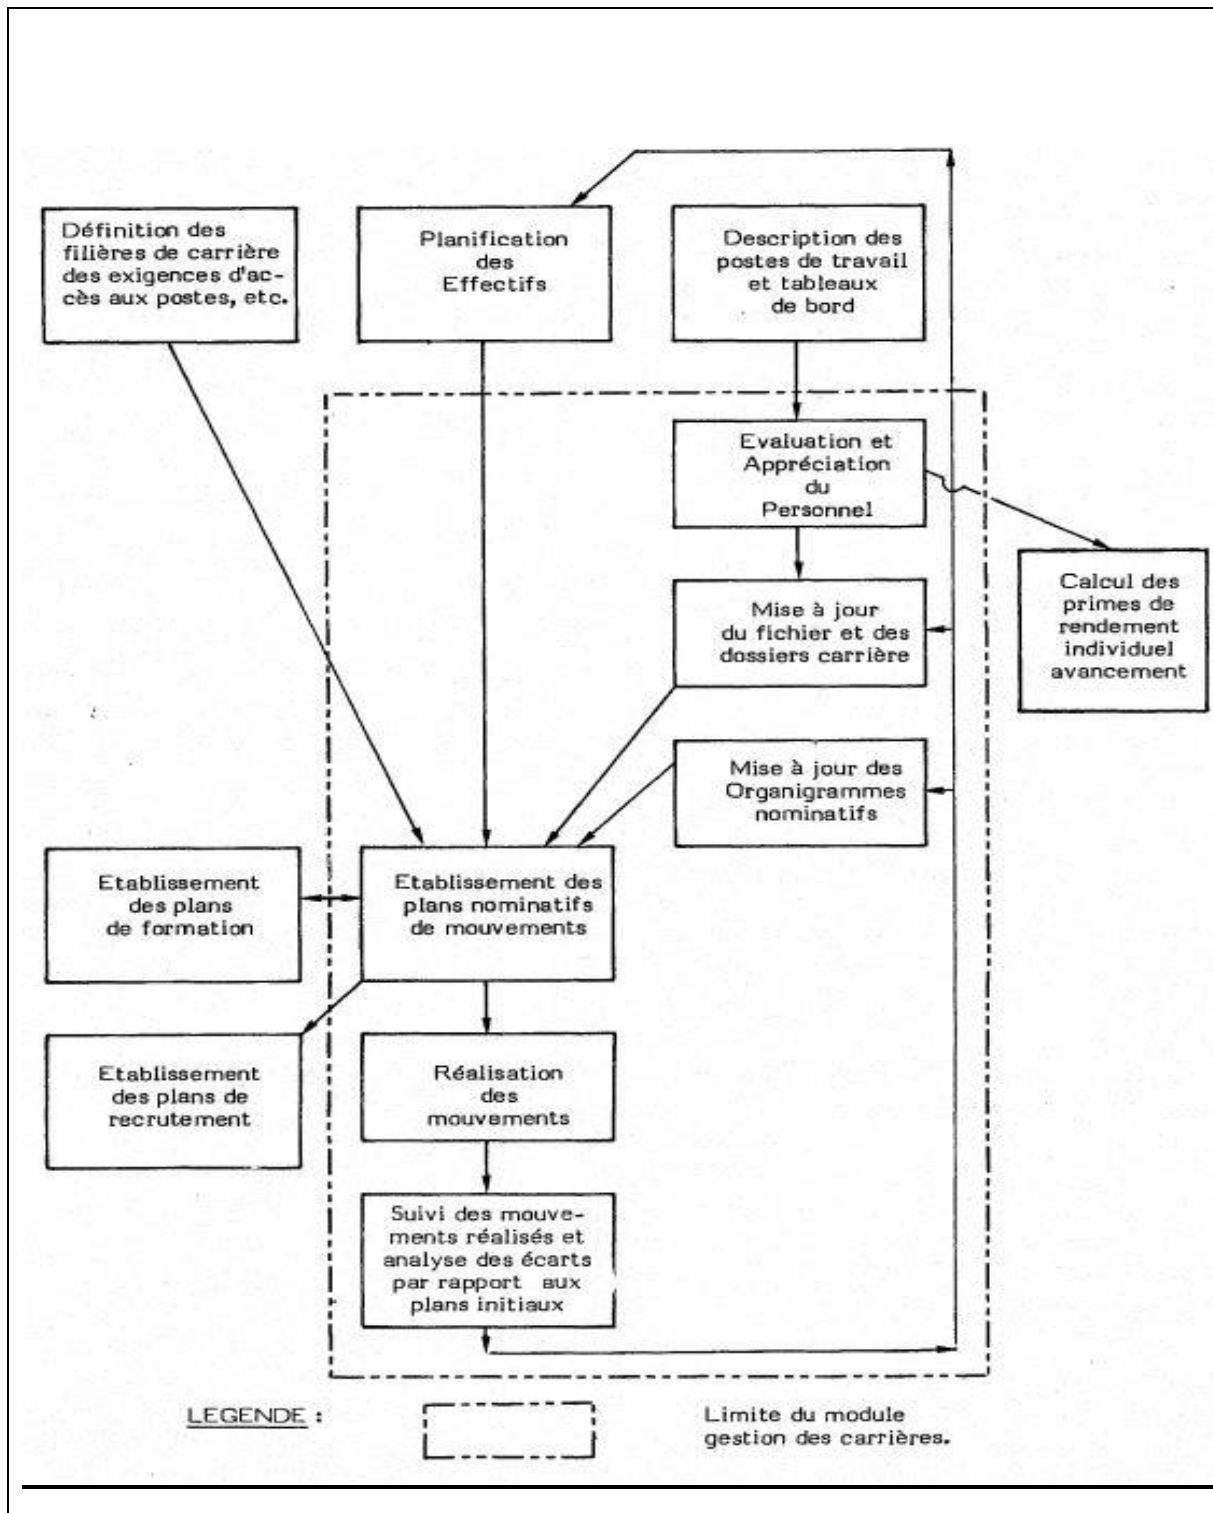 Définition des
filières de carrière
des exigences d'ac-
cès aux postes, etc.
Planification
des
Effectifs
Description des
postes de travail
et tableaux
de bord
Evaluation et
Appréciation
du
Personnel
Calcul des
primes de
rendement
individuel
avancement
Mise à jour
du fichier et des
dossiers carrière
Mise à jour des
Organigrammes
nominatifs
Etablissement
des plans
de formation
Etablissement des
plans nominatifs
de mouvements
Etablissement
des plans de
recrutement
Réalisation
des
mouvements
Suivi des mouve-
ments réalisés et
analyse des écarts
par rapport aux
plans initiaux
LEGENDE :
Limite du module
gestion des carrières.